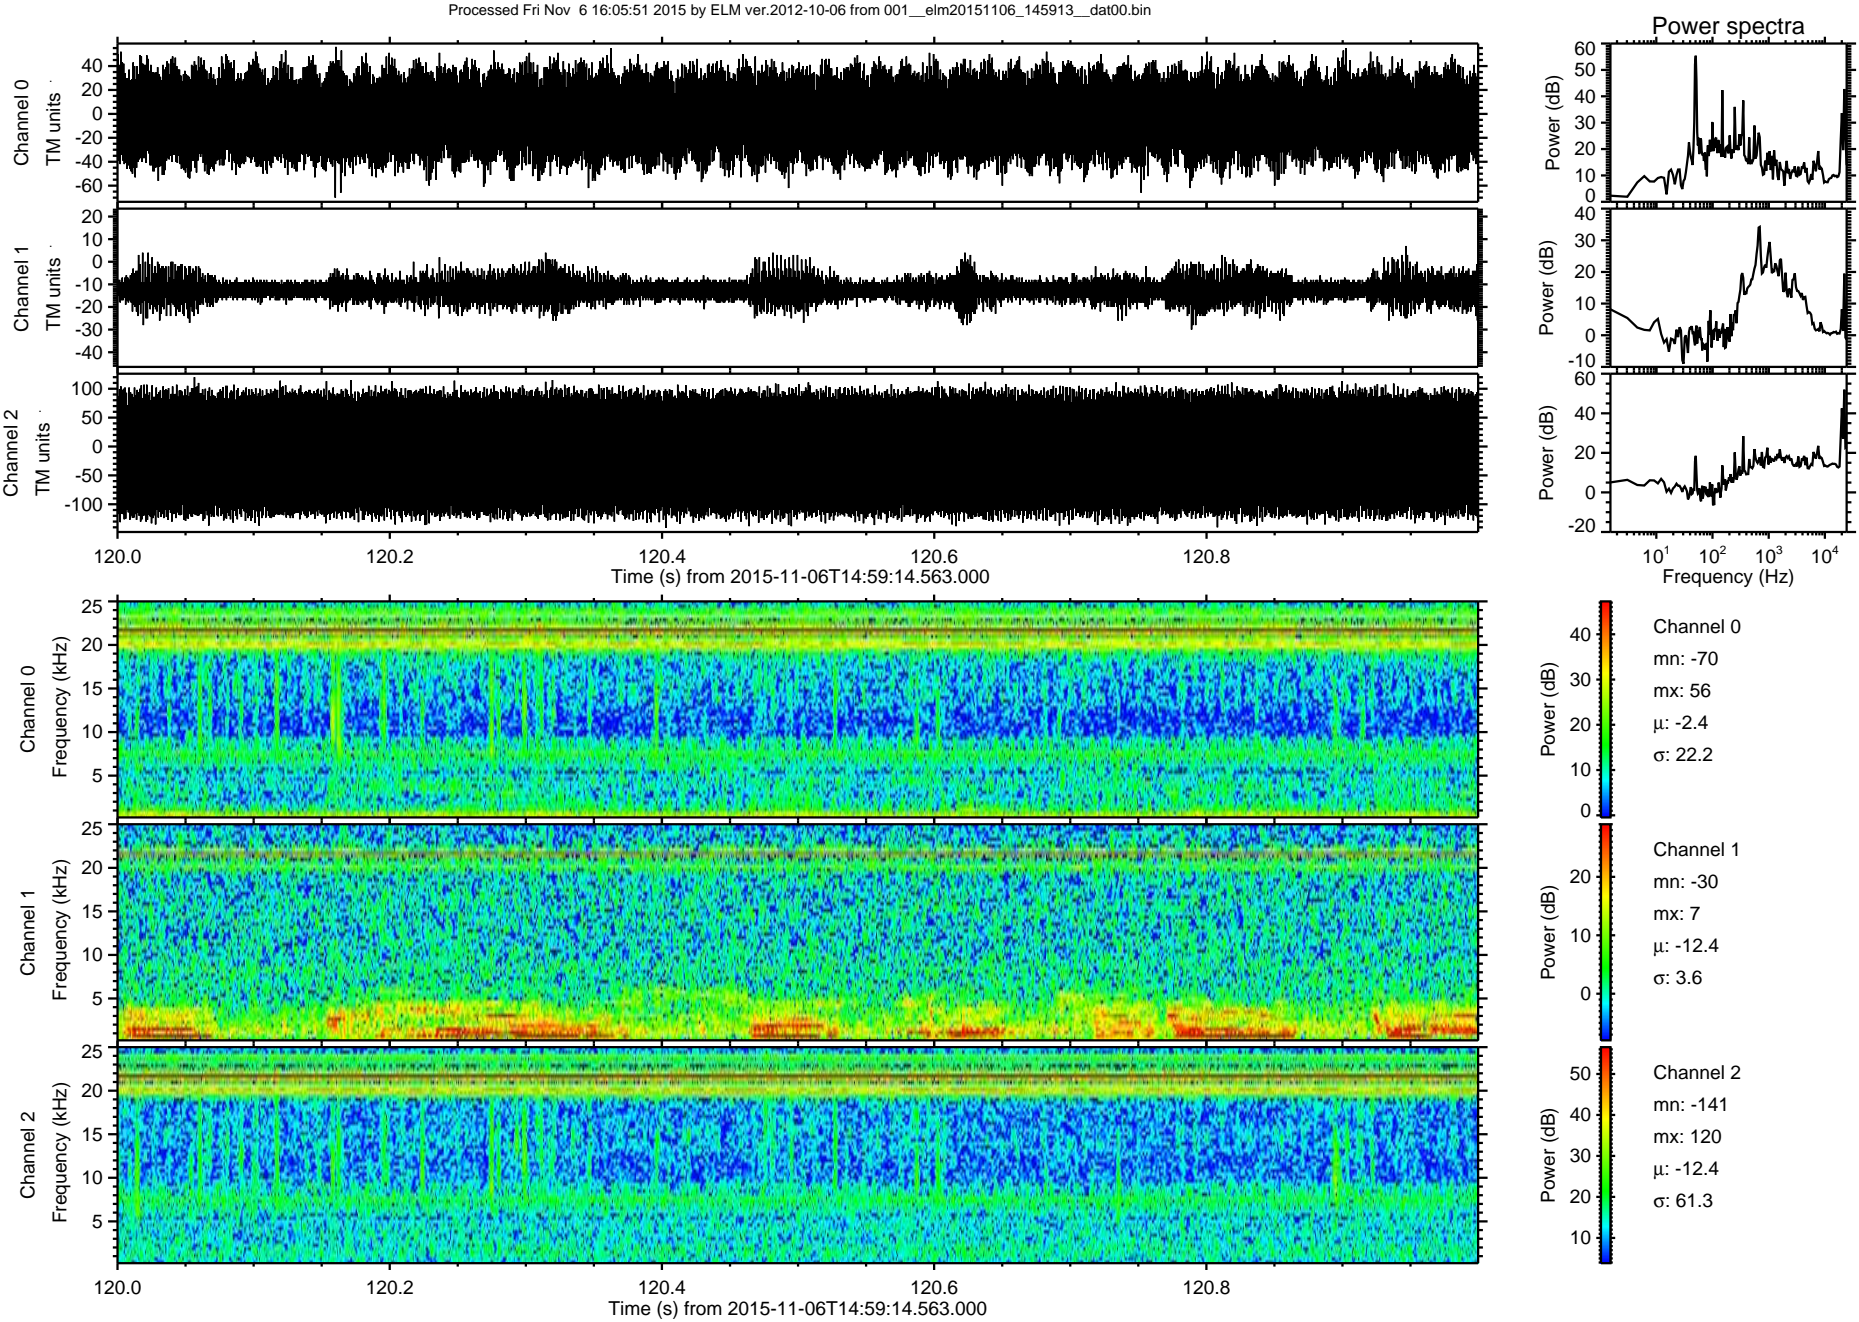 Processed Fri Nov  6 16:05:51 2015 by ELM ver.2012-10-06 from 001__elm20151106_145913__dat00.bin
Power spectra
Channel 0
TM units
40
20
0
-20
-40
-60
Power (dB)
60
50
40
30
20
10
0
Channel 1
TM units
20
10
0
-10
-20
-30
-40
Power (dB)
40
30
20
10
0
-10
Channel 2
TM units
100
50
0
-50
-100
Power (dB)
60
40
20
0
-20
120.0 120.2 120.4 120.6 120.8
Time (s) from 2015-11-06T14:59:14.563.000
10^1 10^2 10^3 10^4
Frequency (Hz)
Channel 0
Frequency (kHz)
25
20
15
10
5
Power (dB)
40
30
20
10
0
Channel 0
mn: -70
mx: 56
μ: -2.4
σ: 22.2
Channel 1
Frequency (kHz)
25
20
15
10
5
Power (dB)
20
10
0
Channel 1
mn: -30
mx: 7
μ: -12.4
σ: 3.6
Channel 2
Frequency (kHz)
25
20
15
10
5
Power (dB)
50
40
30
20
10
Channel 2
mn: -141
mx: 120
μ: -12.4
σ: 61.3
120.0 120.2 120.4 120.6 120.8
Time (s) from 2015-11-06T14:59:14.563.000